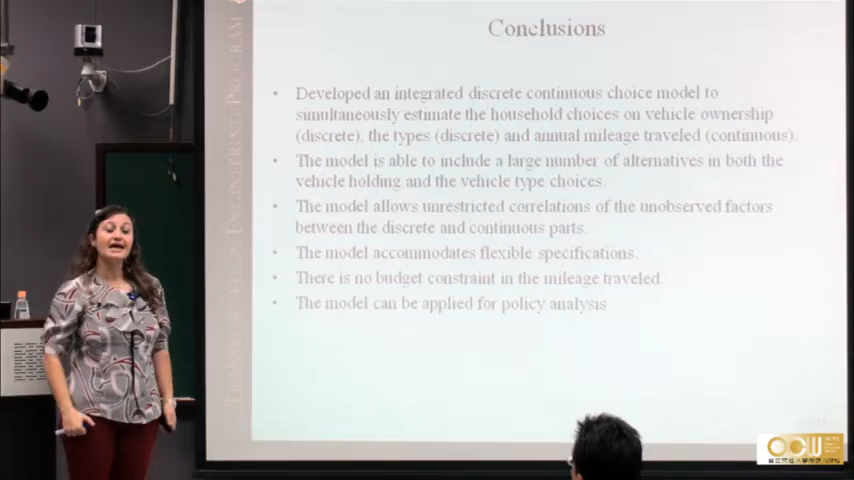 Conclusions
• Developed an integrated discrete continuous choice model to
simultaneously estimate the household choices on vehicle ownership
(discrete), the types (discrete) and annual mileage traveled (continuous).
• The model is able to include a large number of alternatives in both the
vehicle holding and the vehicle type choices.
• The model allows unrestricted correlations of the unobserved factors
between the discrete and continuous parts
• The model accommodates flexible specifications.
• There is no budget constraint in the mileage traveled.
• The model can be applied for policy analysis
ENGINEERING PROGRAM
OCW